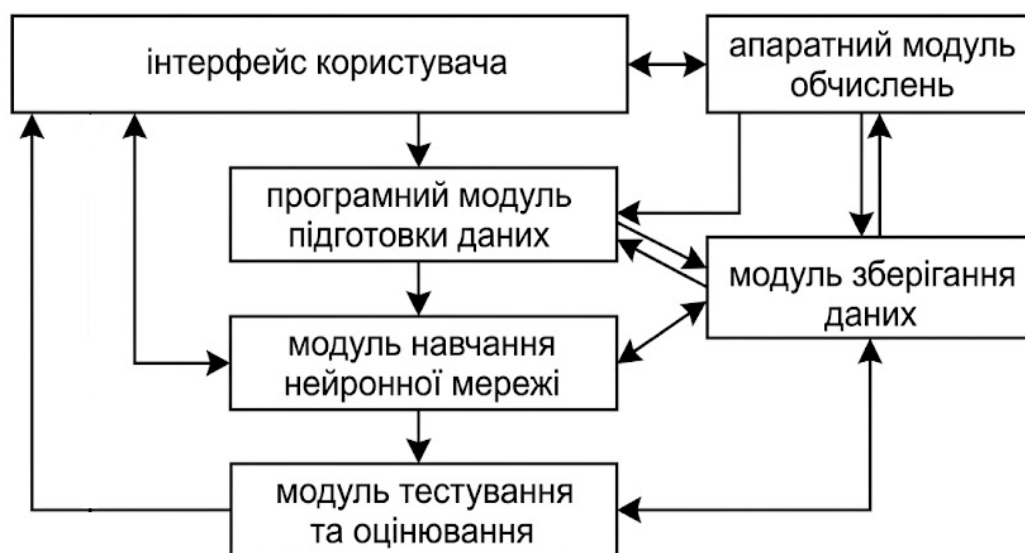 інтерфейс користувача
апаратний модуль
обчислень
програмний модуль
підготовки даних
модуль зберігання
даних
модуль навчання
нейронної мережі
модуль тестування
та оцінювання